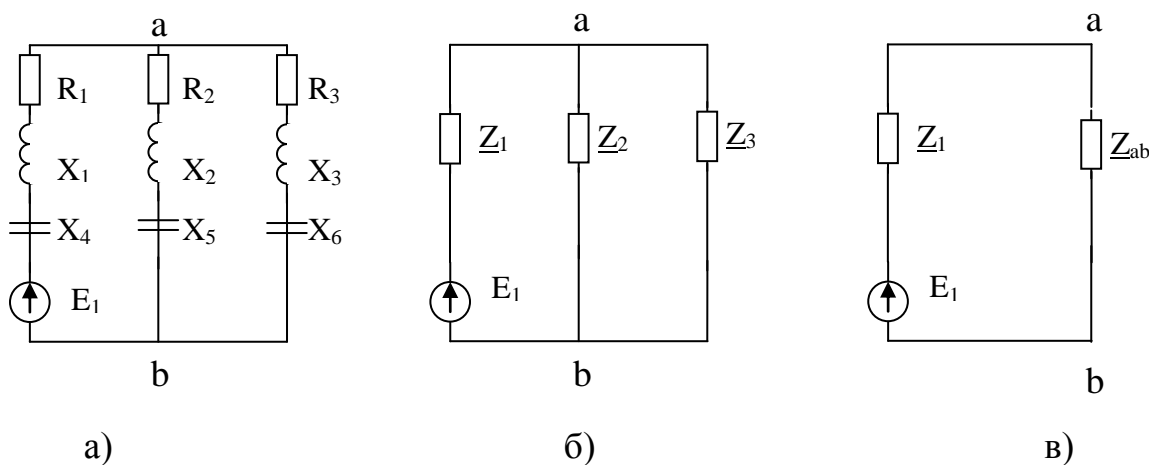 a
R1
R2
R3
X1
X2
X3
X4
X5
X6
E1
b
а)
a
Z1
Z2
Z3
E1
b
б)
a
Z1
Zab
E1
b
в)